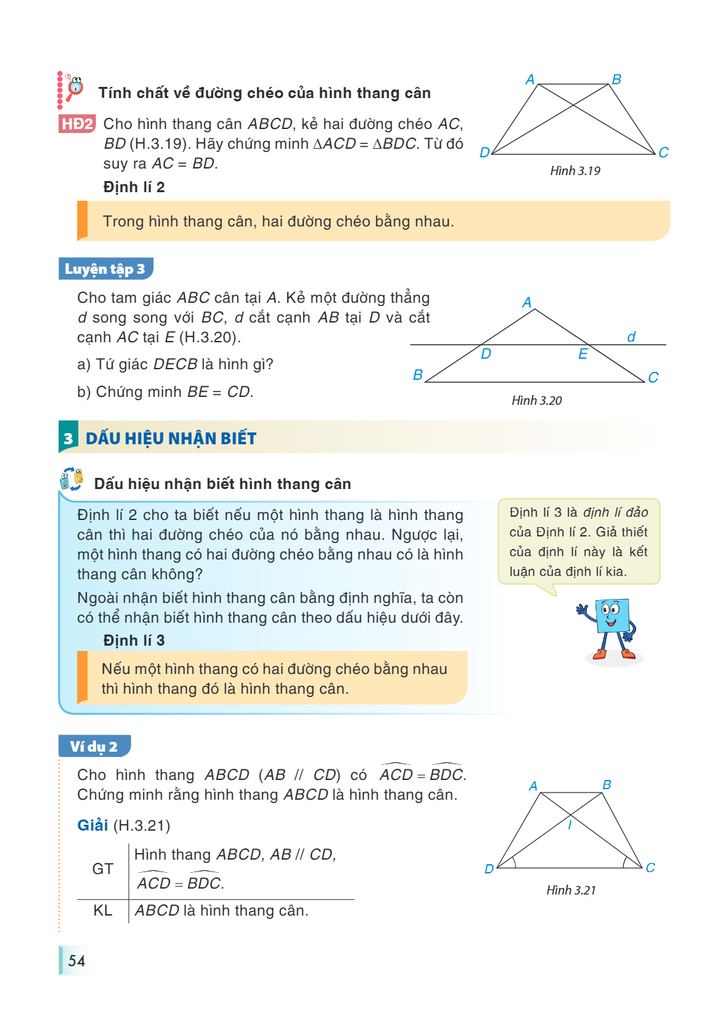 Tính chất về đường chéo của hình thang cân
HĐ2 Cho hình thang cân ABCD, kẻ hai đường chéo AC,
BD (H.3.19). Hãy chứng minh ∆ACD = ∆BDC. Từ đó
suy ra AC = BD.
A
B
D
C
Hình 3.19
Định lí 2
Trong hình thang cân, hai đường chéo bằng nhau.
Luyện tập 3
Cho tam giác ABC cân tại A. Kẻ một đường thẳng
d song song với BC, d cắt cạnh AB tại D và cắt
cạnh AC tại E (H.3.20).
a) Tứ giác DECB là hình gì?
b) Chứng minh BE = CD.
A
d
D
E
B
C
Hình 3.20
3 DẤU HIỆU NHẬN BIẾT
Dấu hiệu nhận biết hình thang cân
Định lí 2 cho ta biết nếu một hình thang là hình thang
cân thì hai đường chéo của nó bằng nhau. Ngược lại,
một hình thang có hai đường chéo bằng nhau có là hình
thang cân không?
Ngoài nhận biết hình thang cân bằng định nghĩa, ta còn
có thể nhận biết hình thang cân theo dấu hiệu dưới đây.
Định lí 3
Nếu một hình thang có hai đường chéo bằng nhau
thì hình thang đó là hình thang cân.
Định lí 3 là định lí đảo
của Định lí 2. Giả thiết
của định lí này là kết
luận của định lí kia.
Ví dụ 2
Cho hình thang ABCD (AB // CD) có \widehat{ACD} = \widehat{BDC}.
Chứng minh rằng hình thang ABCD là hình thang cân.
Giải (H.3.21)
GT
Hình thang ABCD, AB // CD,
\widehat{ACD} = \widehat{BDC}.
KL ABCD là hình thang cân.
A
B
I
D
C
Hình 3.21
54